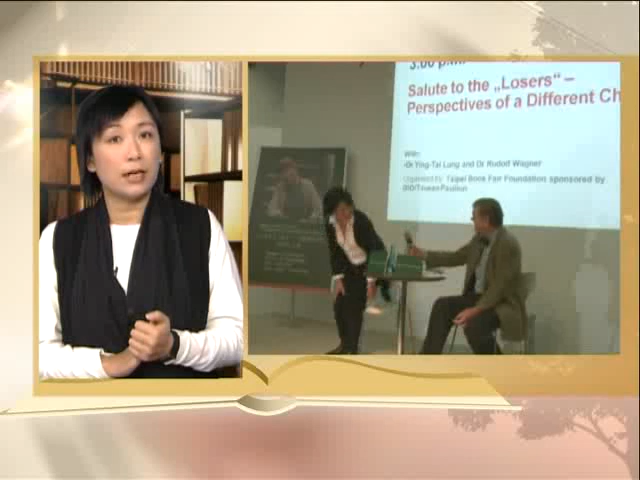 3:00 p.m.
Salute to the „Losers“ –
Perspectives of a Different Ch
With:
Dr Ying-Tai Lung and Dr Rudolf Wagner
Organized by Taipei Book Fair Foundation sponsored by
GIO/Taiwan Pavilion